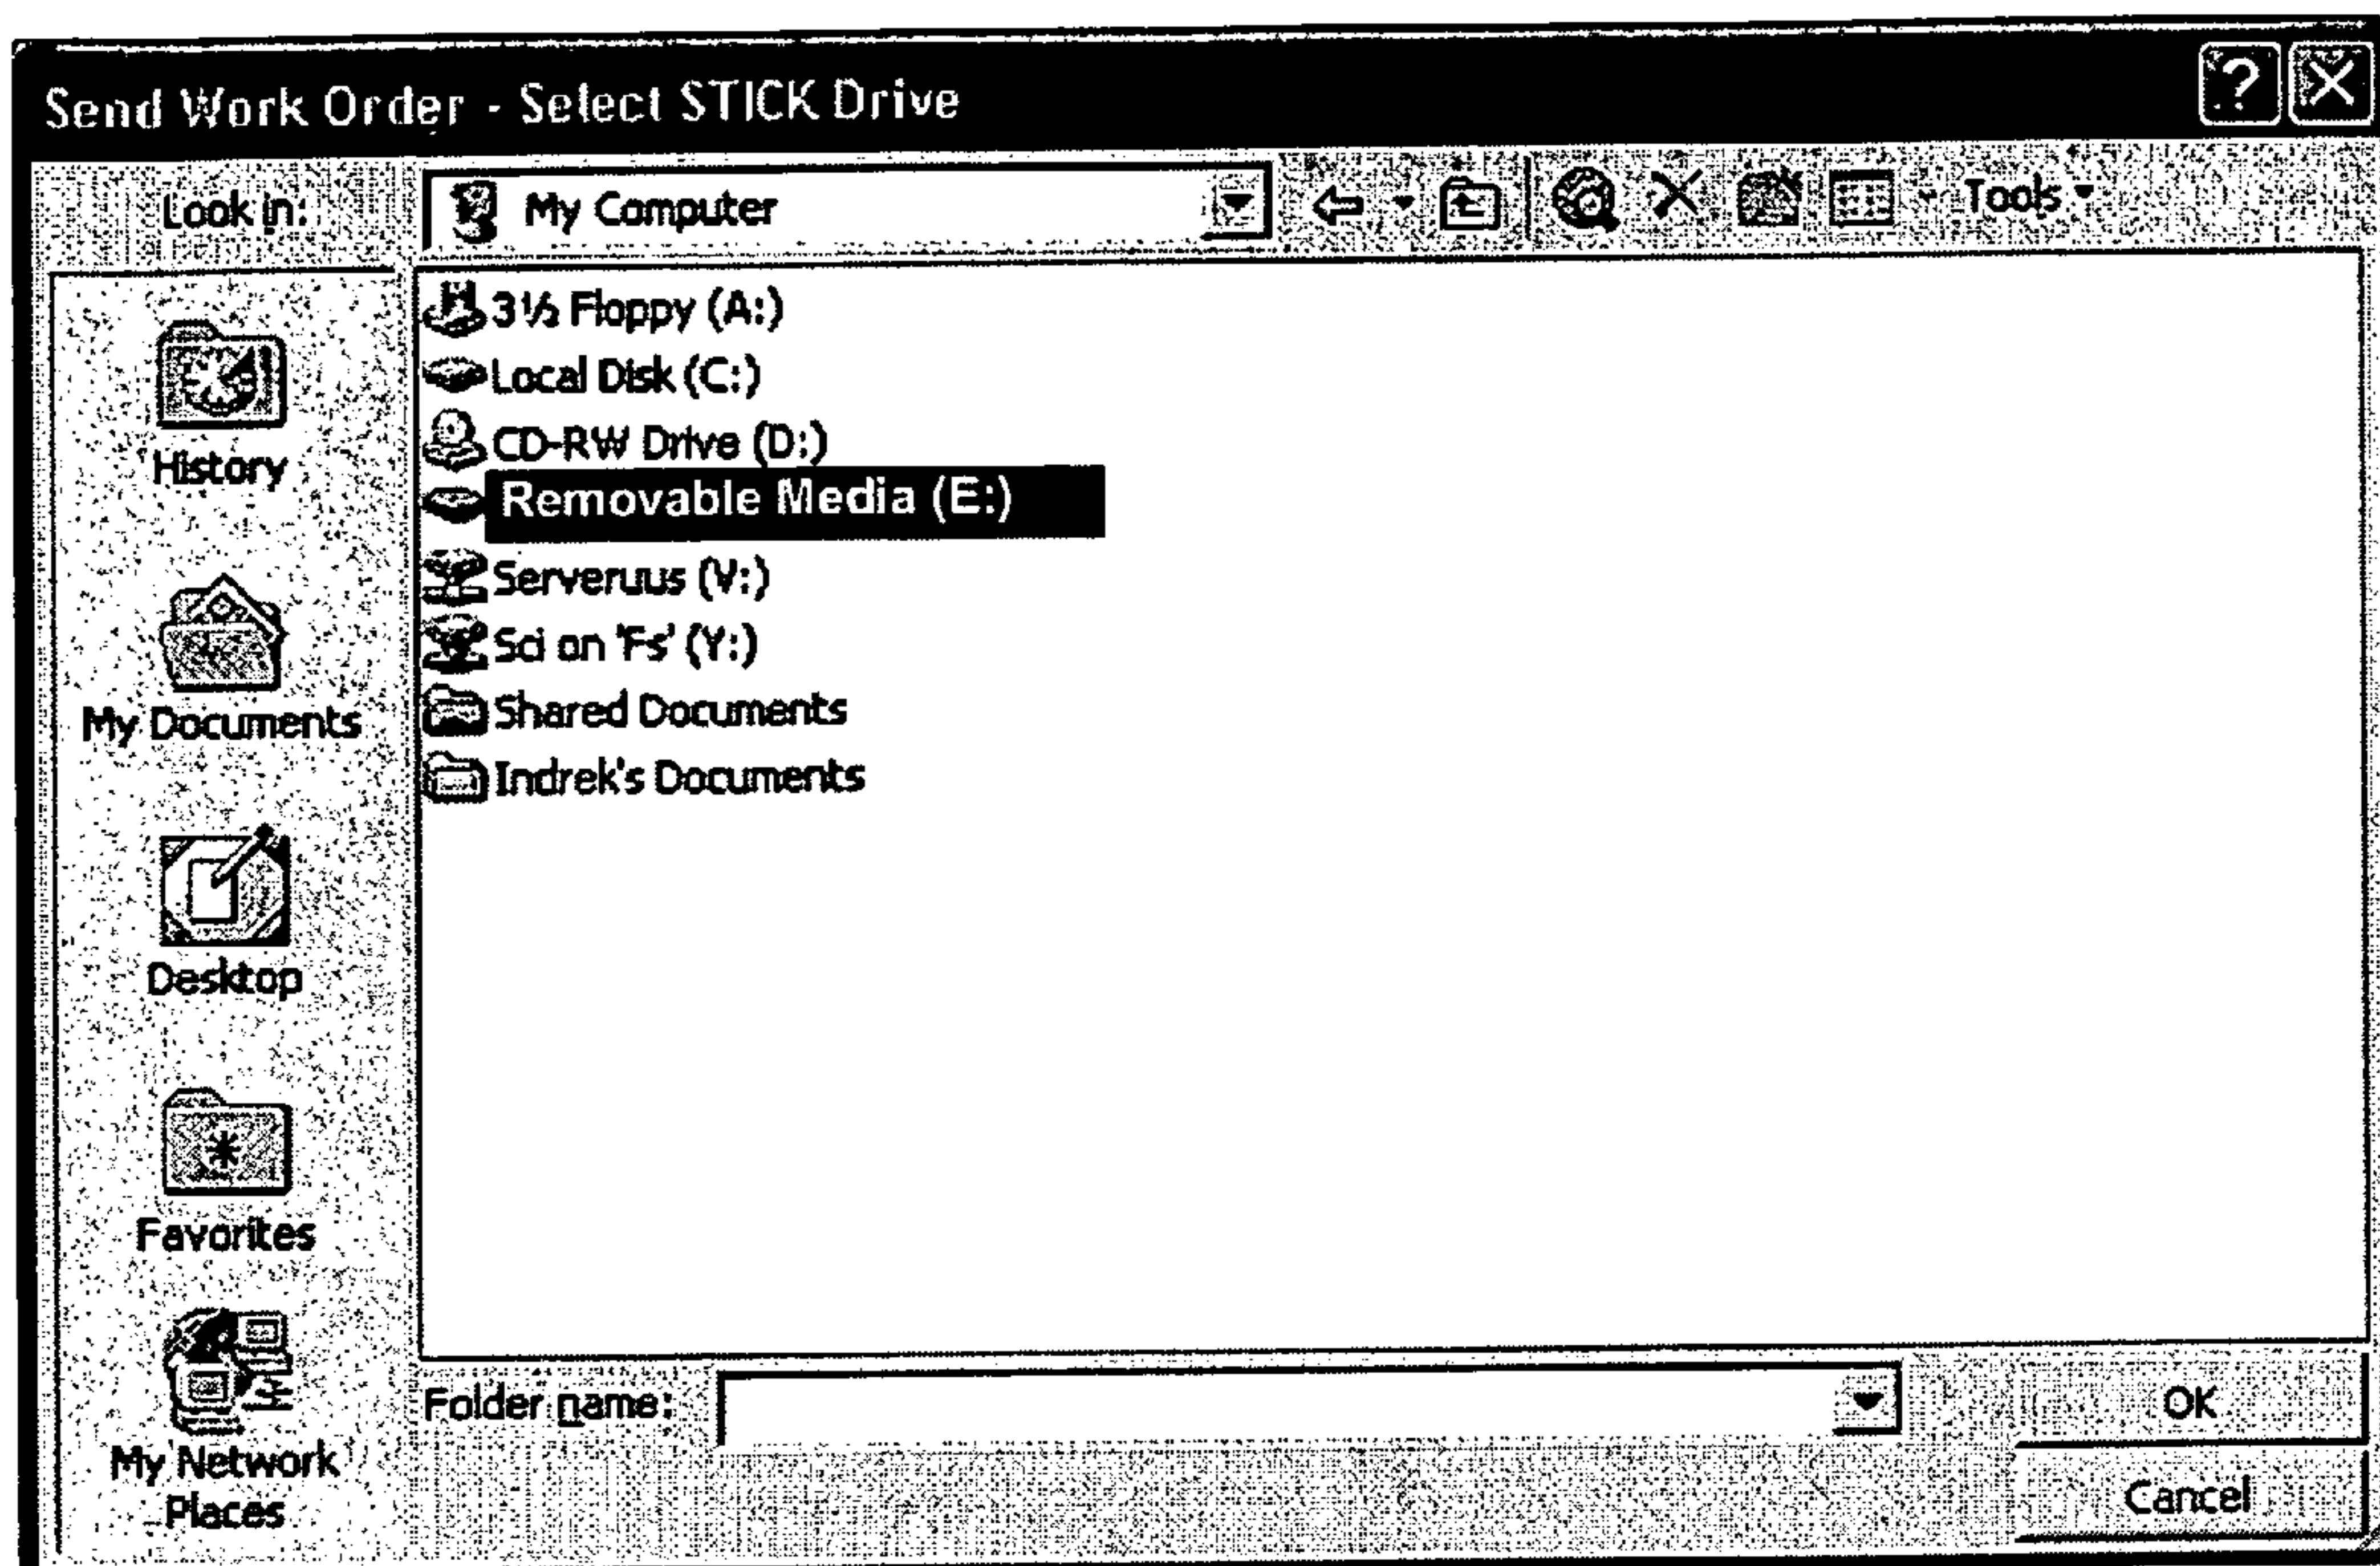 Send Work Order - Select STICK Drive
Look in:
My Computer
Tools
3½ Floppy (A:)
Local Disk (C:)
CD-RW Drive (D:)
Removable Media (E:)
Serveruus (V:)
Sci on 'Fs' (Y:)
Shared Documents
Indrek's Documents
History
My Documents
Desktop
Favorites
My Network
Places
Folder name:
OK
Cancel